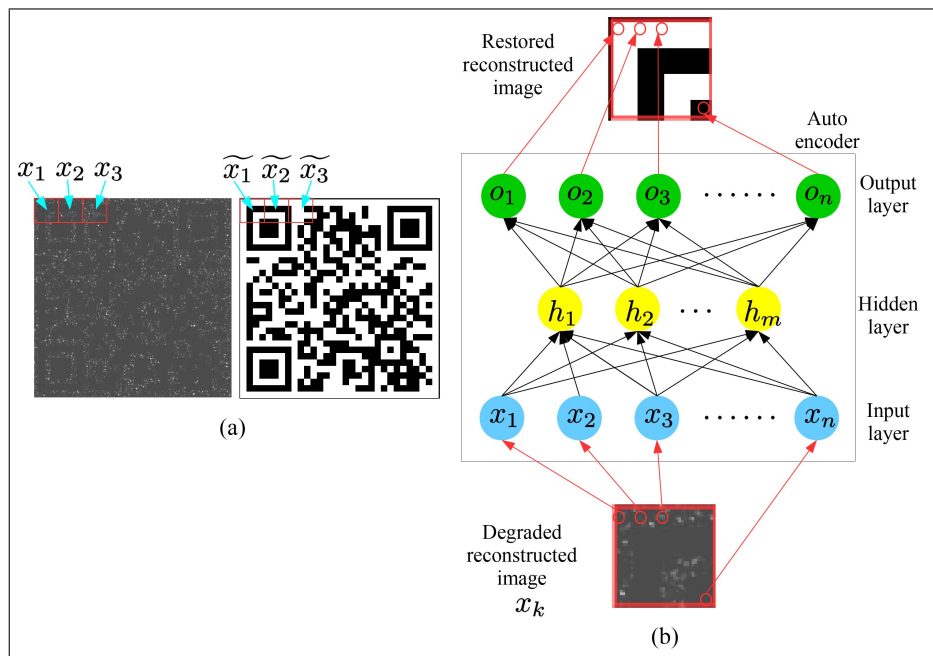 x₁ x₂ x₃
x̃₁ x̃₂ x̃₃
(a)
Restored
reconstructed
image
Auto
encoder
o₁ o₂ o₃ ······ oₙ
Output
layer
h₁ h₂ ··· hₘ
Hidden
layer
x₁ x₂ x₃ ······ xₙ
Input
layer
Degraded
reconstructed
image
xₖ
(b)